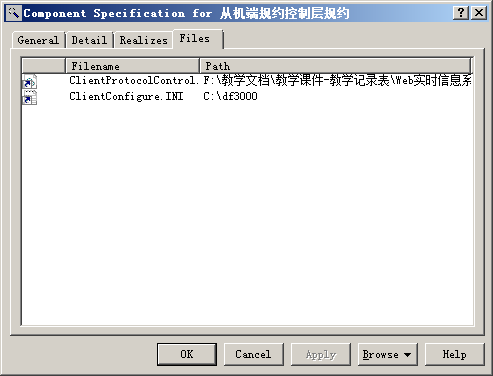 Component Specification for 从机端规约控制层规约
General Detail Realizes Files
Filename Path
ClientProtocolControl. F:\教学文档\教学课件-教学记录表\Web实时信息系
ClientConfigure.INI C:\df3000
OK Cancel Apply Browse Help